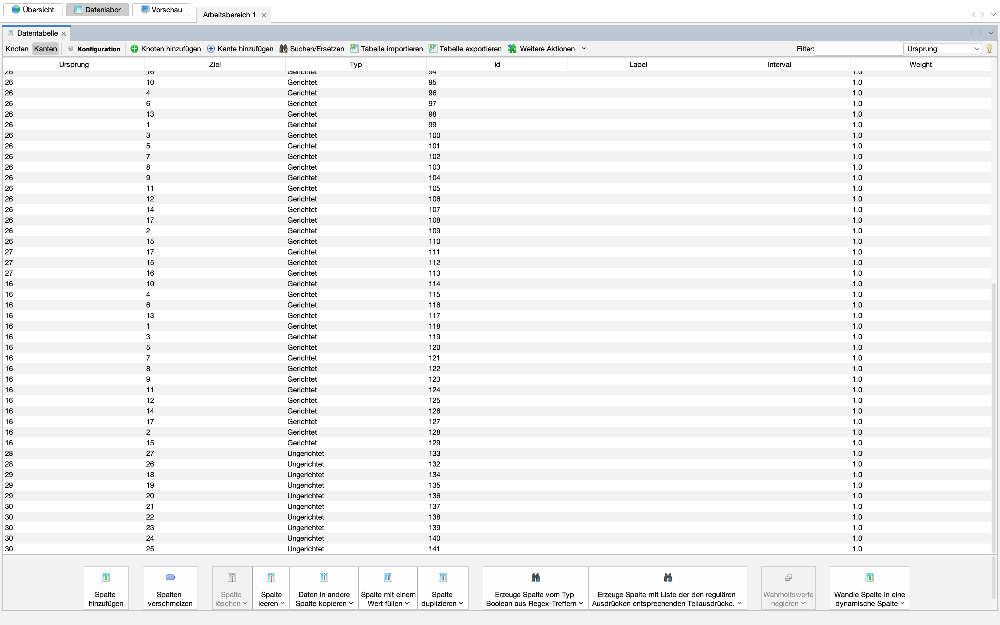 Übersicht Datenlabor Vorschau Arbeitsbereich 1
Datentabelle
Knoten Kanten Konfiguration Knoten hinzufügen Kante hinzufügen Suchen/Ersetzen Tabelle importieren Tabelle exportieren Weitere Aktionen Filter: Ursprung
Ursprung Ziel Typ Id Label Interval Weight
26 16 Gerichtet 94 1.0
26 10 Gerichtet 95 1.0
26 4 Gerichtet 96 1.0
26 6 Gerichtet 97 1.0
26 13 Gerichtet 98 1.0
26 1 Gerichtet 99 1.0
26 3 Gerichtet 100 1.0
26 5 Gerichtet 101 1.0
26 7 Gerichtet 102 1.0
26 8 Gerichtet 103 1.0
26 9 Gerichtet 104 1.0
26 11 Gerichtet 105 1.0
26 12 Gerichtet 106 1.0
26 14 Gerichtet 107 1.0
26 17 Gerichtet 108 1.0
26 2 Gerichtet 109 1.0
26 15 Gerichtet 110 1.0
27 17 Gerichtet 111 1.0
27 15 Gerichtet 112 1.0
27 16 Gerichtet 113 1.0
16 10 Gerichtet 114 1.0
16 4 Gerichtet 115 1.0
16 6 Gerichtet 116 1.0
16 13 Gerichtet 117 1.0
16 1 Gerichtet 118 1.0
16 3 Gerichtet 119 1.0
16 5 Gerichtet 120 1.0
16 7 Gerichtet 121 1.0
16 8 Gerichtet 122 1.0
16 9 Gerichtet 123 1.0
16 11 Gerichtet 124 1.0
16 12 Gerichtet 125 1.0
16 14 Gerichtet 126 1.0
16 17 Gerichtet 127 1.0
16 2 Gerichtet 128 1.0
16 15 Gerichtet 129 1.0
28 27 Ungerichtet 133 1.0
28 26 Ungerichtet 132 1.0
29 18 Ungerichtet 134 1.0
29 19 Ungerichtet 135 1.0
29 20 Ungerichtet 136 1.0
30 21 Ungerichtet 137 1.0
30 22 Ungerichtet 138 1.0
30 23 Ungerichtet 139 1.0
30 24 Ungerichtet 140 1.0
30 25 Ungerichtet 141 1.0
Spalte
hinzufügen
Spalten
verschmelzen
Spalte
löschen
Spalte
leeren
Daten in andere
Spalte kopieren
Spalte mit einem
Wert füllen
Spalte
duplizieren
Erzeuge Spalte vom Typ
Boolean aus Regex-Treffern
Erzeuge Spalte mit Liste der den regulären
Ausdrücken entsprechenden Teilausdrücke.
Wahrheitswerte
negieren
Wandle Spalte in eine
dynamische Spalte